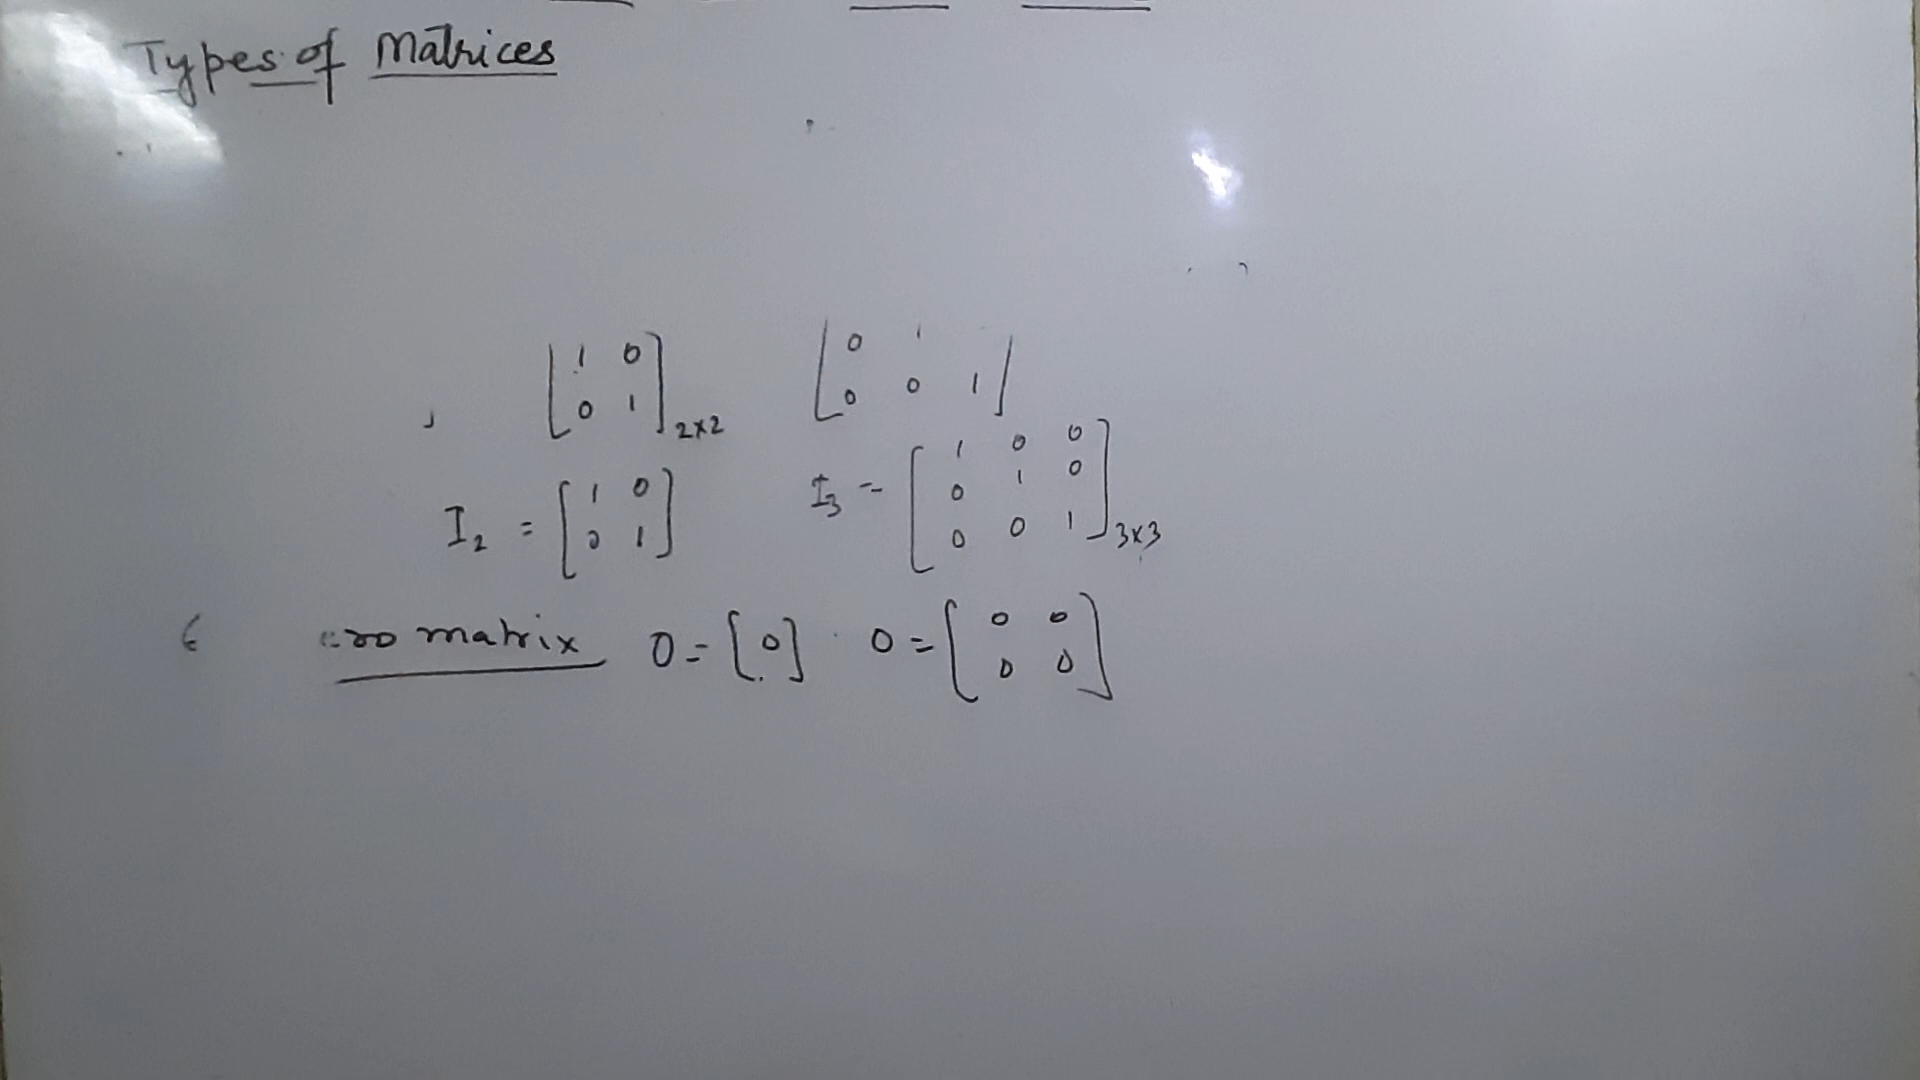 Types of Matrices
[1 0
0 1]2×2
[0 1
0 0 1]
I2 = [1 0
0 1]
I3 = [1 0 0
0 1 0
0 0 1]3×3
matrix 0 = [0] 0 = [0 0
0 0]